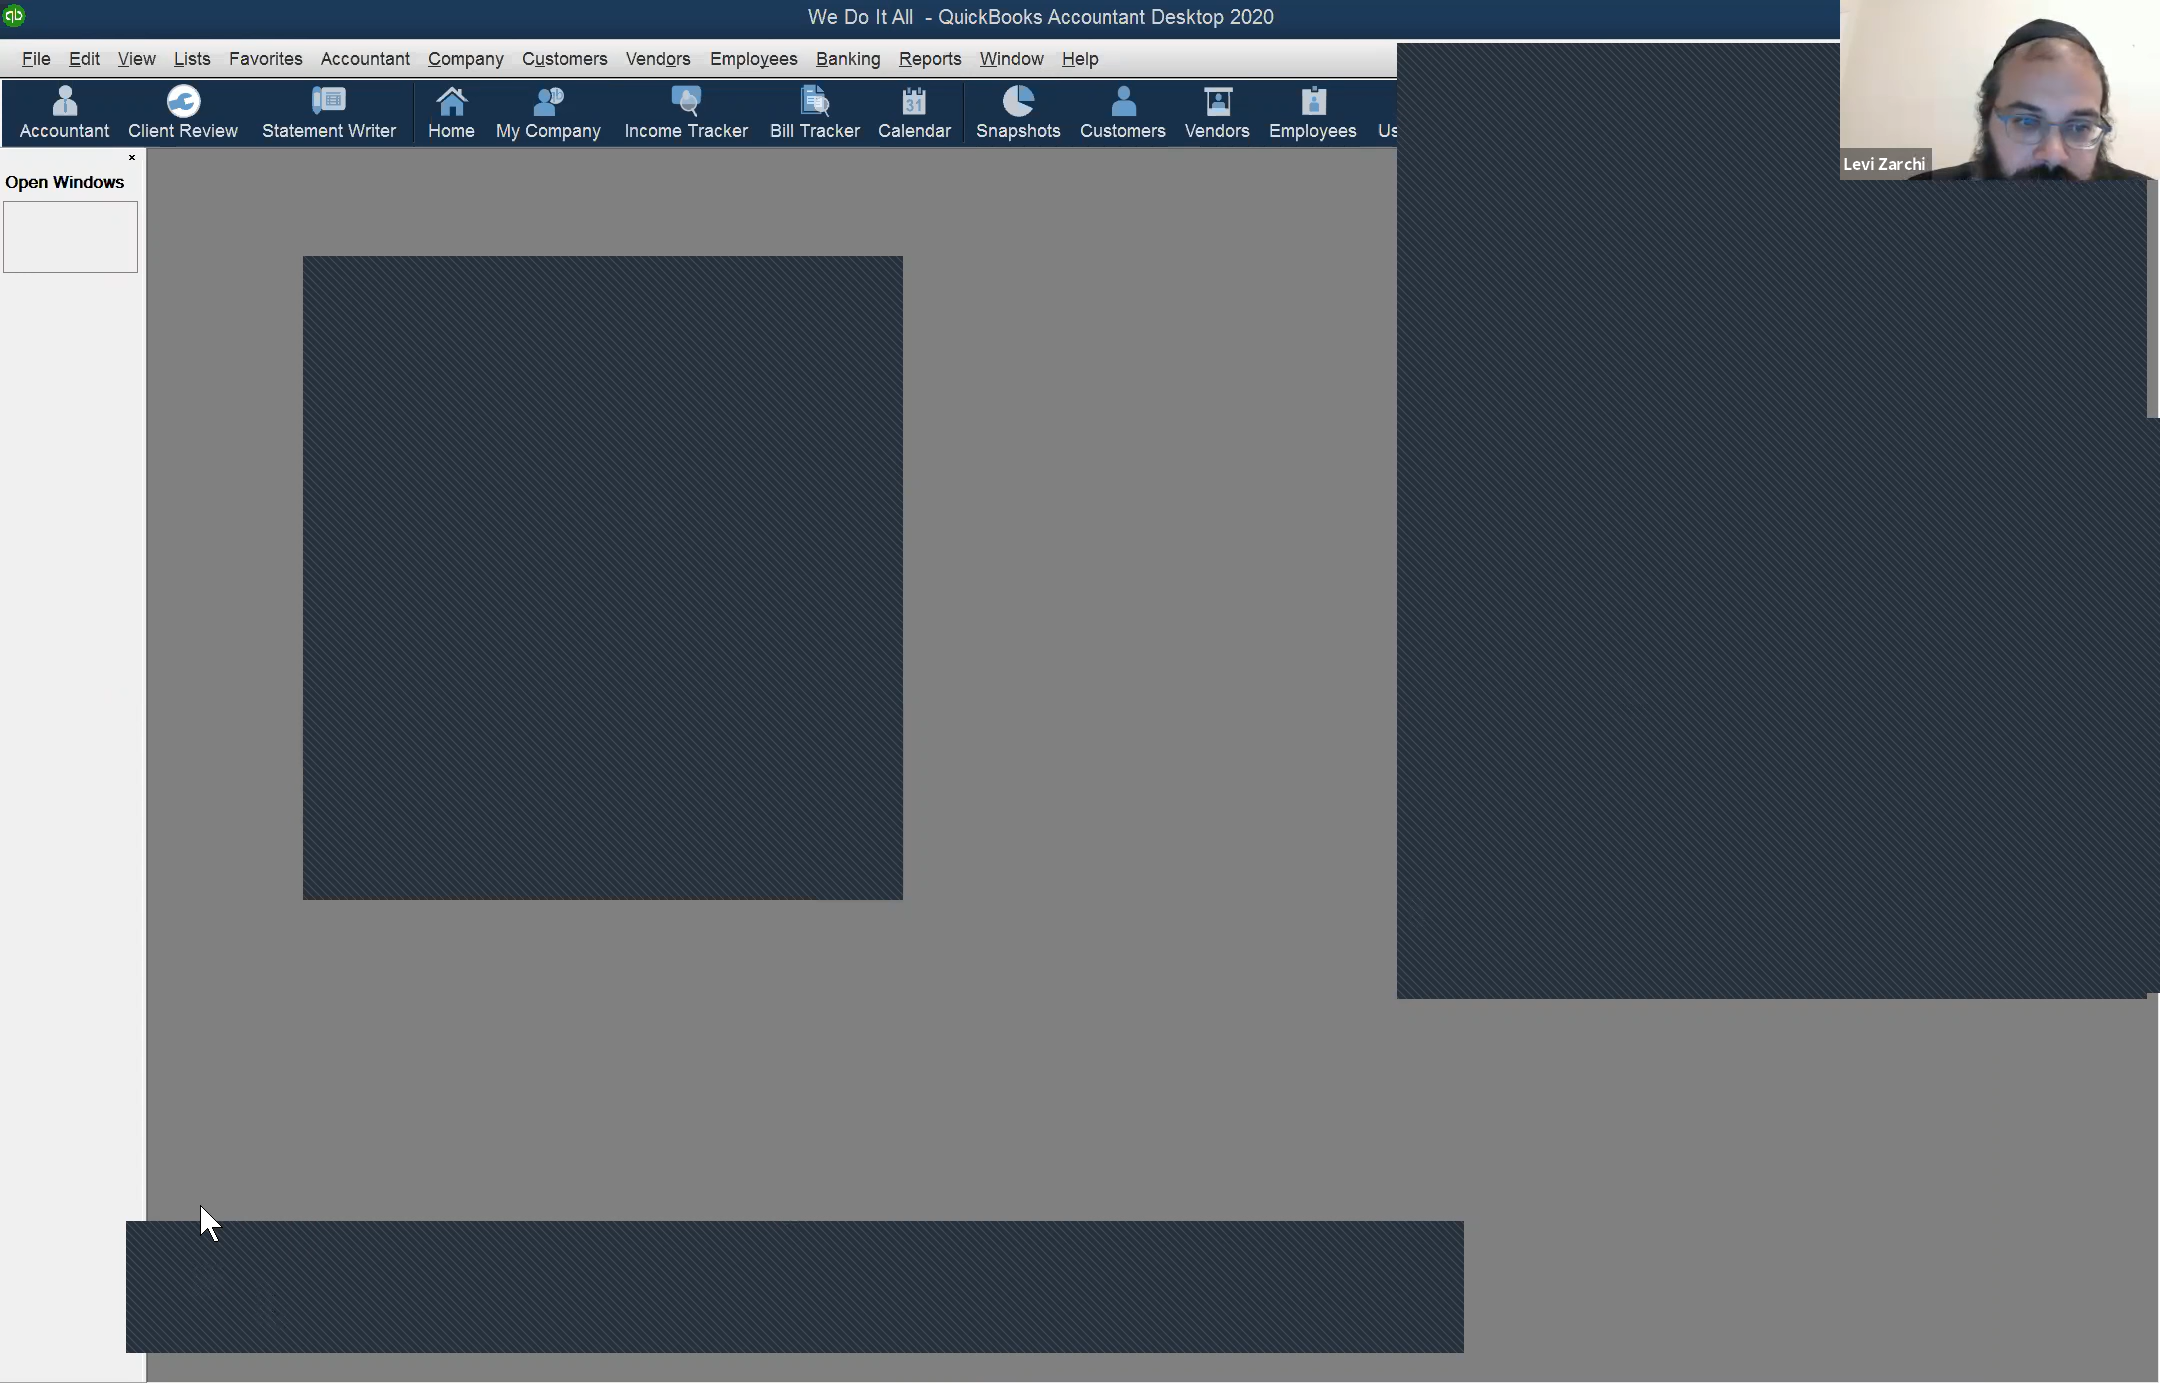 We Do It All - QuickBooks Accountant Desktop 2020
File Edit View Lists Favorites Accountant Company Customers Vendors Employees Banking Reports Window Help
Accountant Client Review Statement Writer Home My Company Income Tracker Bill Tracker Calendar Snapshots Customers Vendors Employees Us
31
Levi Zarchi
Open Windows